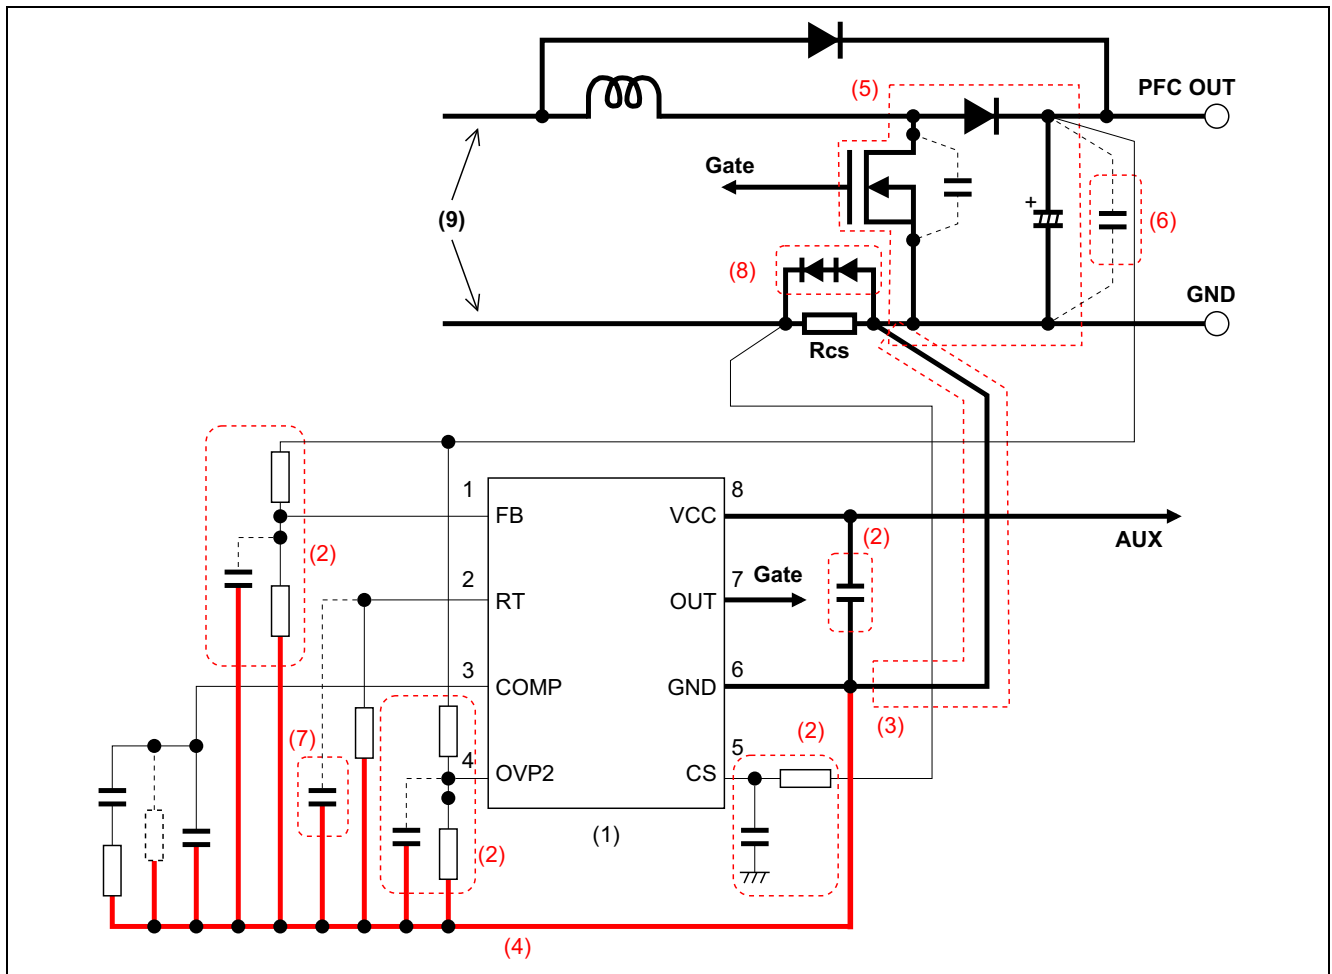 (5)
PFC OUT
Gate
(9)
+
(6)
(8)
GND
Rcs
1
8
FB
VCC
(2)
(2)
AUX
2
7
Gate
RT
OUT
3
6
COMP
GND
(7)
(3)
(2)
4
5
OVP2
CS
(1)
(2)
(4)